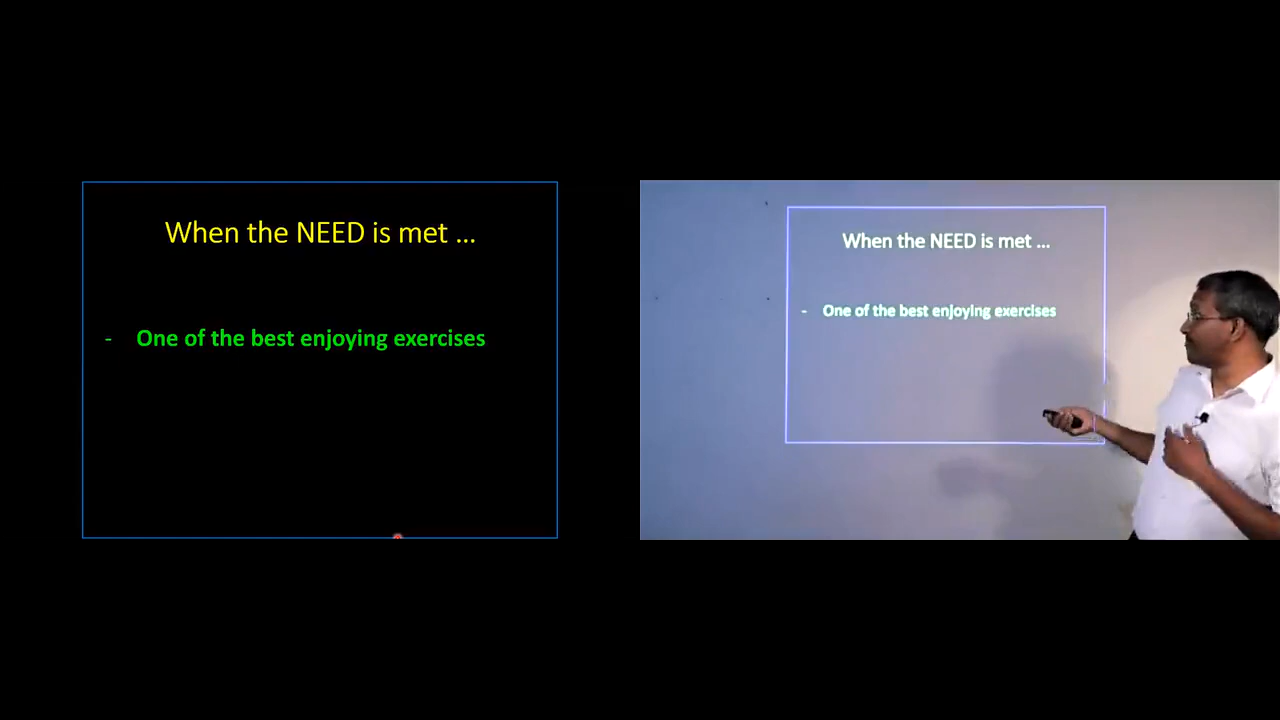 When the NEED is met ...
- One of the best enjoying exercises
When the NEED is met ...
- One of the best enjoying exercises